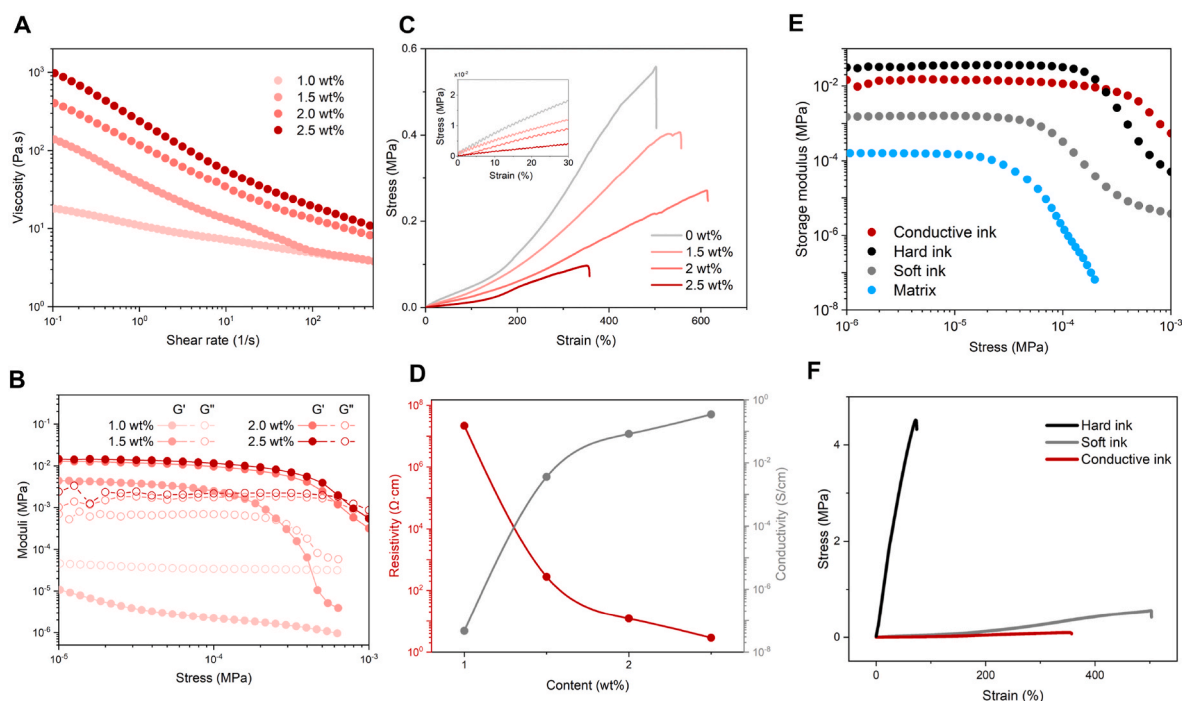 A
10³
10²
10¹
10⁰
Viscosity (Pa.s)
1.0 wt%
1.5 wt%
2.0 wt%
2.5 wt%
10⁻¹ 10⁰ 10¹ 10²
Shear rate (1/s)
B
G' G'' G' G''
1.0 wt% 2.0 wt%
1.5 wt% 2.5 wt%
10⁻¹
10⁻²
10⁻³
10⁻⁴
10⁻⁵
10⁻⁶
Moduli (MPa)
10⁻⁵ 10⁻⁴ 10⁻³
Stress (MPa)
C
0.6
0.4
0.2
0.0
Stress (MPa)
x10⁻²
2
1
0
Stress (MPa)
0 10 20 30
Strain (%)
0 wt%
1.5 wt%
2 wt%
2.5 wt%
0 200 400 600
Strain (%)
D
10⁸
10⁶
10⁴
10²
10⁰
Resistivity (Ω·cm)
10⁰
10⁻²
10⁻⁴
10⁻⁶
10⁻⁸
Conductivity (S/cm)
1 2
Content (wt%)
E
10⁻²
10⁻⁴
10⁻⁶
10⁻⁸
Storage modulus (MPa)
Conductive ink
Hard ink
Soft ink
Matrix
10⁻⁶ 10⁻⁵ 10⁻⁴ 10⁻³
Stress (MPa)
F
4
2
0
Stress (MPa)
Hard ink
Soft ink
Conductive ink
0 200 400
Strain (%)